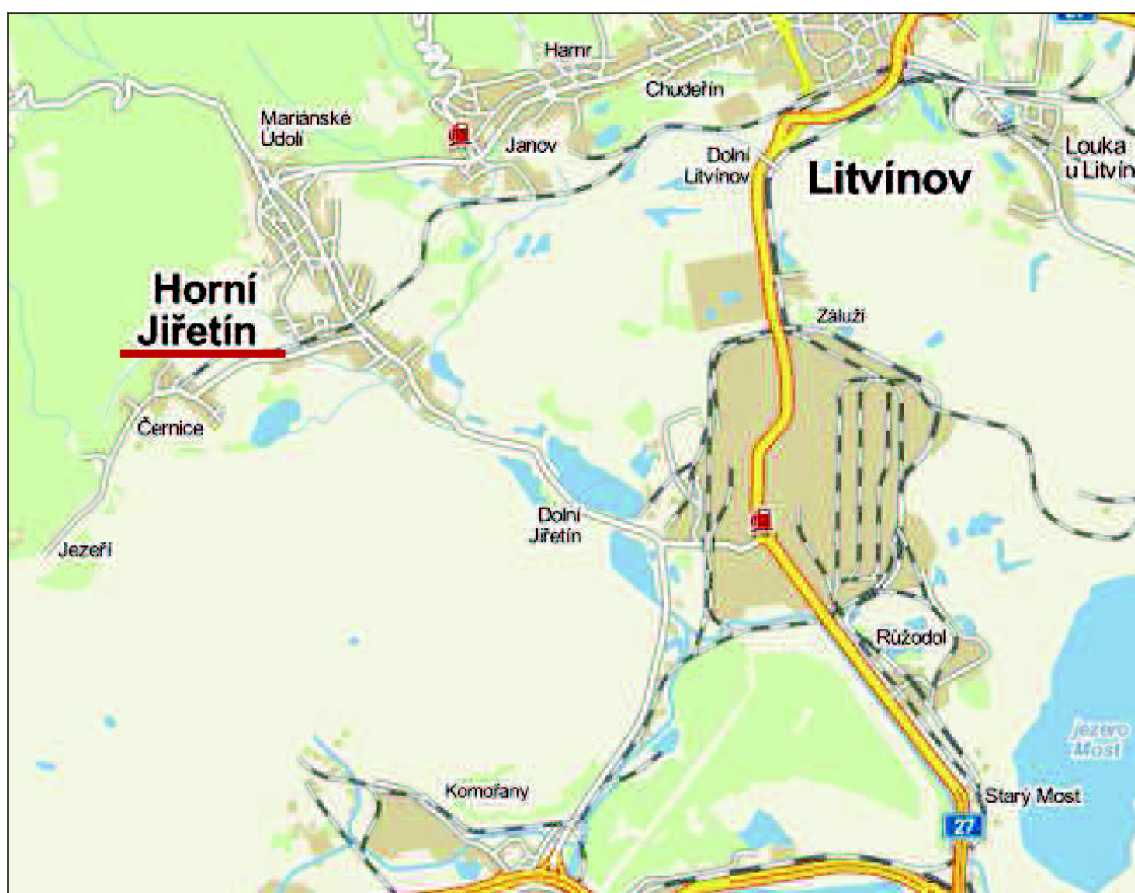 27
Hamr
Chudeřín
Mariánské
Údolí
Janov
Dolní
Litvínov
Litvínov
Louka
u Litvín
Horní
Jiřetín
Záluží
Černice
Dolní
Jiřetín
Jezeří
Růžodol
jezero
Most
Komořany
Starý Most
27